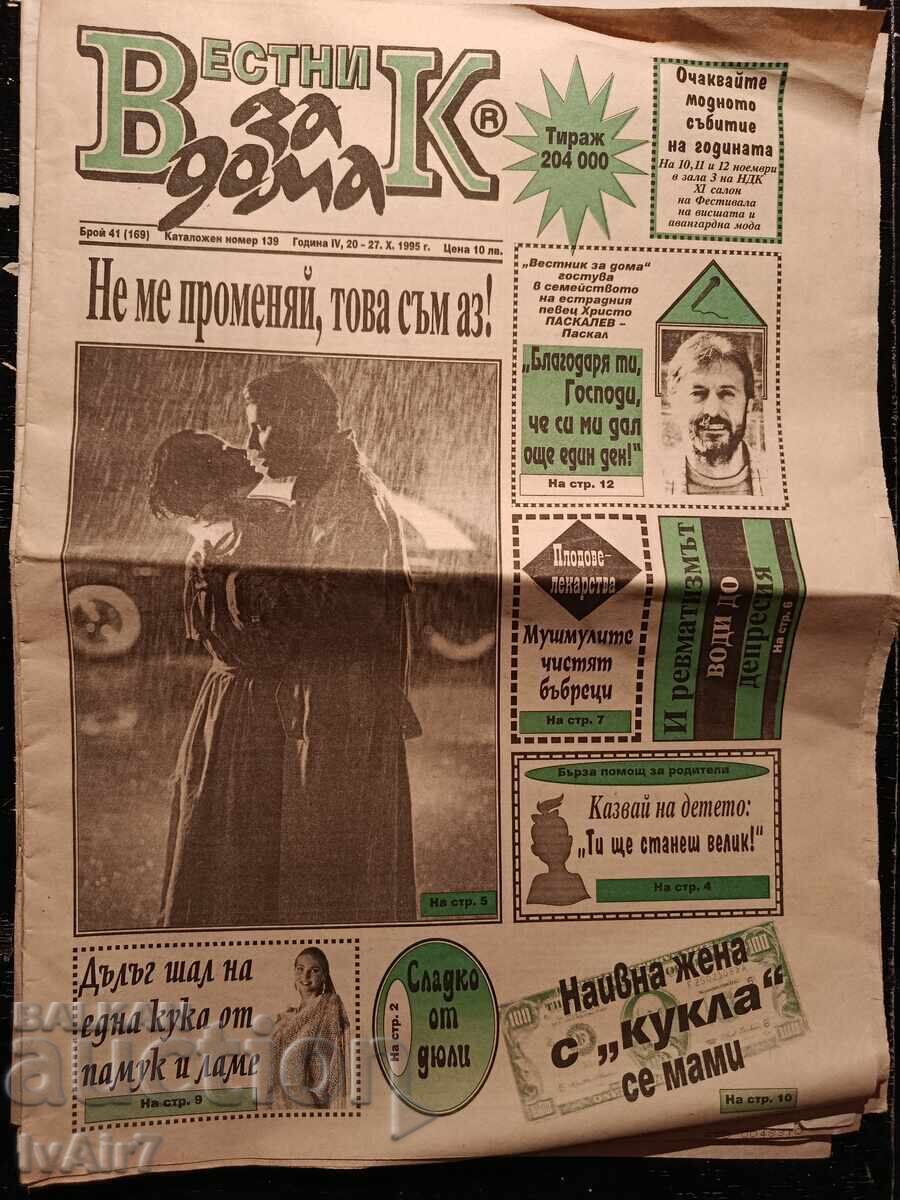 ВЕСТНИК®
за
дома
Тираж
204 000
Очаквайте
модното
събитие
на годината
На 10, 11 и 12 ноември
в зала 3 на НДК
XI салон
на Фестивала
на висшата и
авангардна мода
Брой 41 (169) Каталожен номер 139 Година IV, 20 - 27. X. 1995 г. Цена 10 лв.
Не ме променяй, това съм аз!
На стр. 5
„Вестник за дома“
гостува
в семейството
на естрадния
певец Христо
ПАСКАЛЕВ –
Паскал
„Благодаря ти,
Господи,
че си ми дал
още един ден!“
На стр. 12
Плодове-
лекарства
Мушмулите
чистят
бъбреци
На стр. 7
И ревматизмът
води до
депресия
На стр. 6
Бърза помощ за родители
Казвай на детето:
„Ти ще станеш велик!“
На стр. 4
Дълъг шал на
една кука от
памук и ламе
На стр. 9
Сладко
от
дюли
На стр. 2
Наивна жена
с „кукла“
се мами
100
100
100
На стр. 10
BALKAN
auction
IvAir7